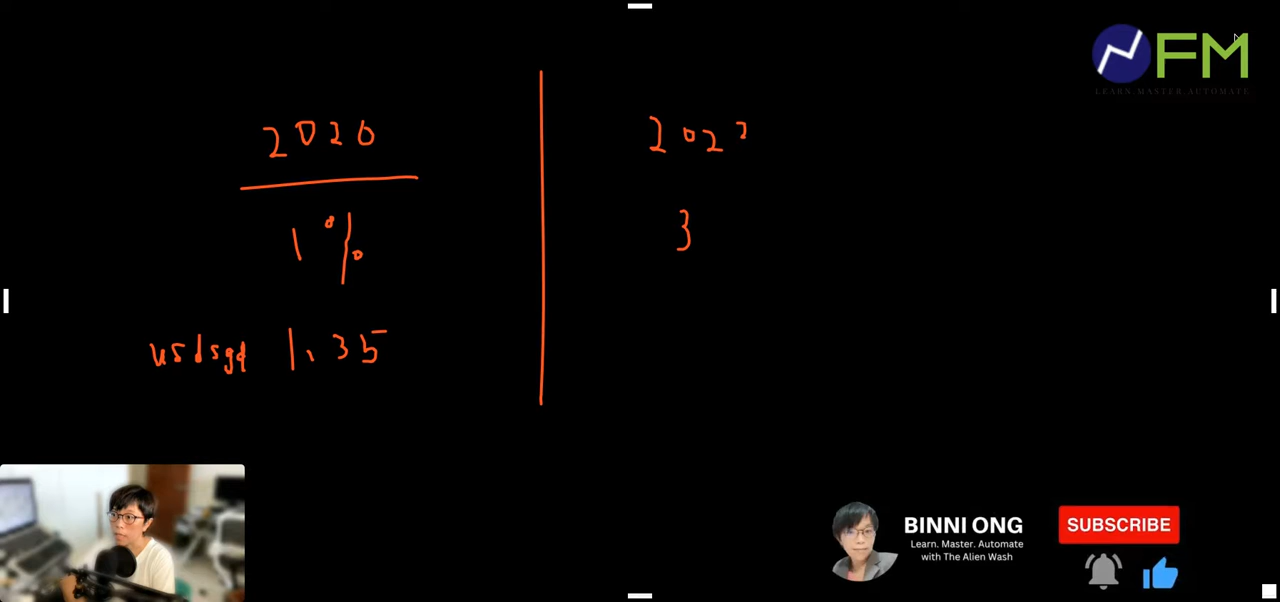 FM
LEARN.MASTER.AUTOMATE
2020
2022
1%
3
usdsgd 1.35
BINNI ONG
Learn. Master. Automate
with The Alien Wash
SUBSCRIBE